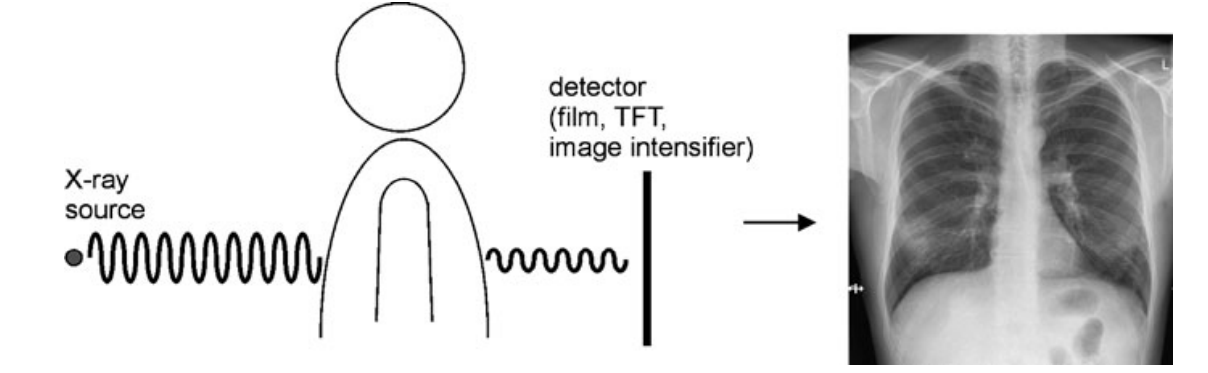 X-ray
source
detector
(film, TFT,
image intensifier)
L